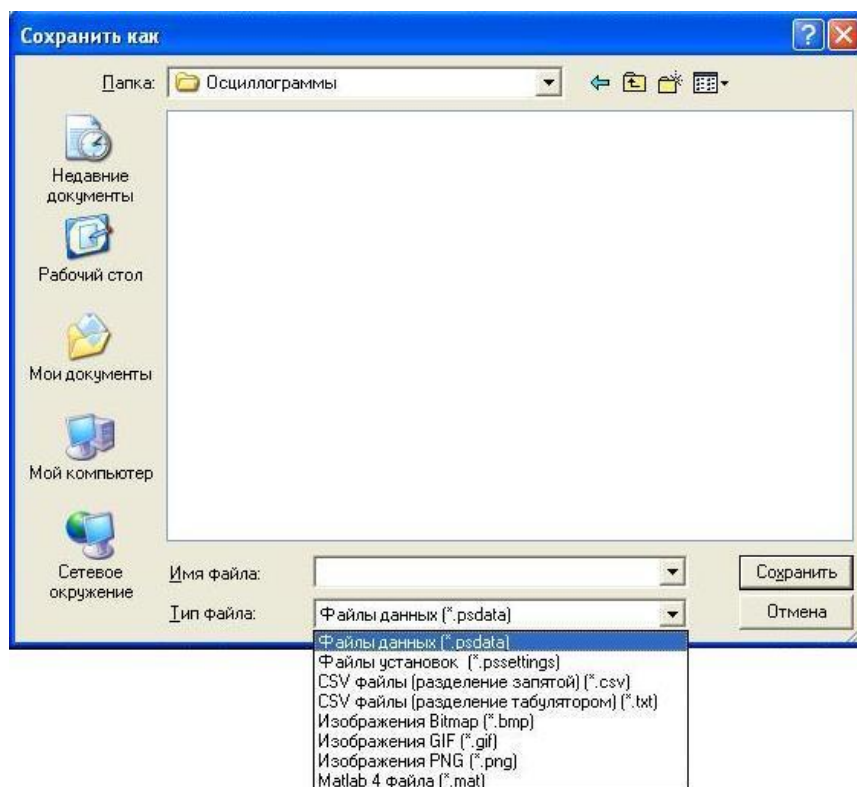 Сохранить как
Папка: Осциллограммы
Недавние
документы
Рабочий стол
Мои документы
Мой компьютер
Сетевое
окружение
Имя файла:
Сохранить
Тип файла: Файлы данных (*.psdata)
Отмена
Файлы данных (*.psdata)
Файлы установок (*.pssettings)
CSV файлы (разделение запятой) (*.csv)
CSV файлы (разделение табулятором) (*.txt)
Изображения Bitmap (*.bmp)
Изображения GIF (*.gif)
Изображения PNG (*.png)
Matlab 4 файла (*.mat)